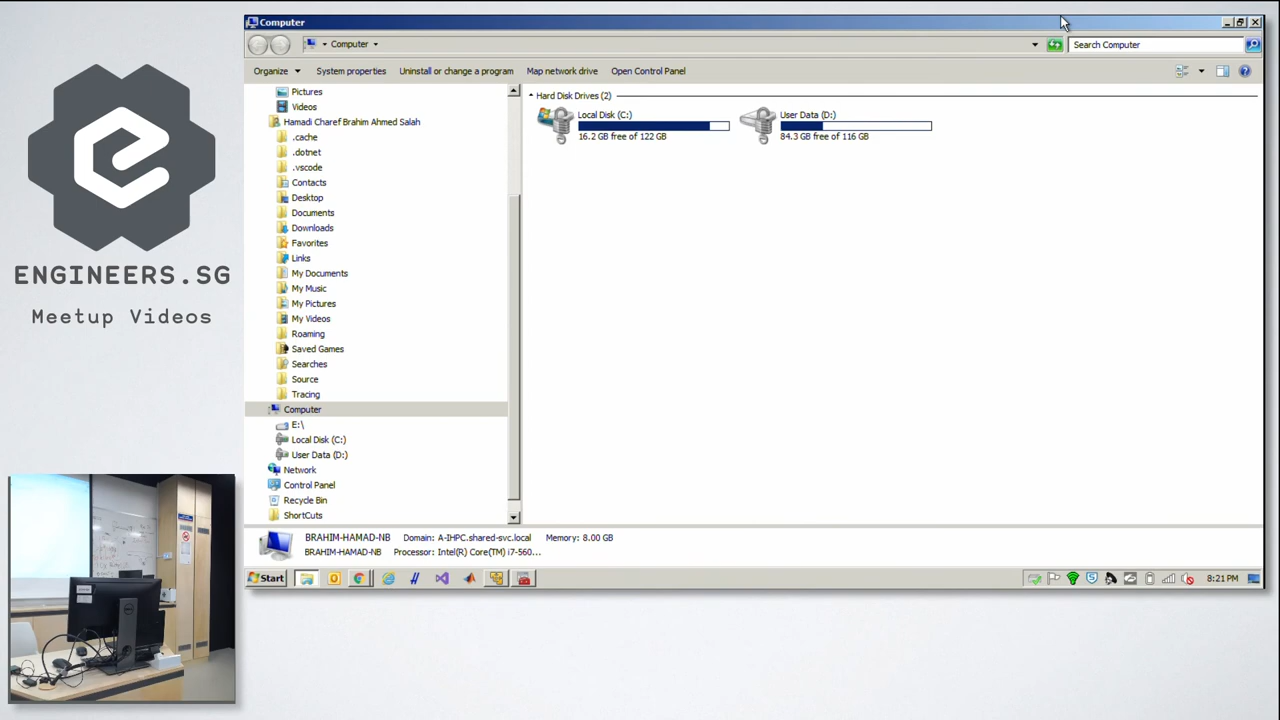 Computer
Computer
Search Computer
Organize
System properties
Uninstall or change a program
Map network drive
Open Control Panel
Pictures
Videos
Hamadi Charef Brahim Ahmed Salah
.cache
.dotnet
.vscode
Contacts
Desktop
Documents
Downloads
Favorites
Links
My Documents
My Music
My Pictures
My Videos
Roaming
Saved Games
Searches
Source
Tracing
Computer
E:\
Local Disk (C:)
User Data (D:)
Network
Control Panel
Recycle Bin
ShortCuts
Hard Disk Drives (2)
Local Disk (C:)
16.2 GB free of 122 GB
User Data (D:)
84.3 GB free of 116 GB
BRAHIM-HAMAD-NB Domain: A-IHPC.shared-svc.local Memory: 8.00 GB
BRAHIM-HAMAD-NB Processor: Intel(R) Core(TM) i7-560...
Start
8:21 PM
ENGINEERS.SG
Meetup Videos